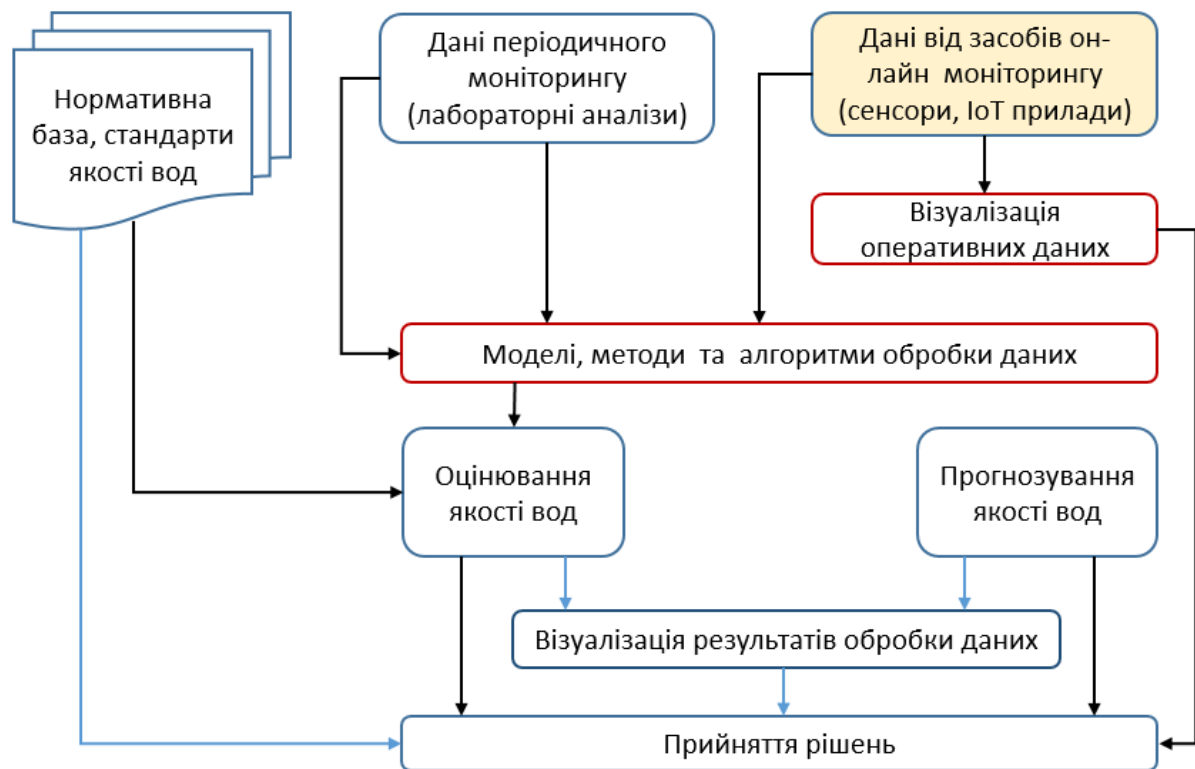 Нормативна
база, стандарти
якості вод
Дані періодичного
моніторингу
(лабораторні аналізи)
Дані від засобів он-
лайн моніторингу
(сенсори, ІоТ прилади)
Візуалізація
оперативних даних
Моделі, методи та алгоритми обробки даних
Оцінювання
якості вод
Прогнозування
якості вод
Візуалізація результатів обробки даних
Прийняття рішень